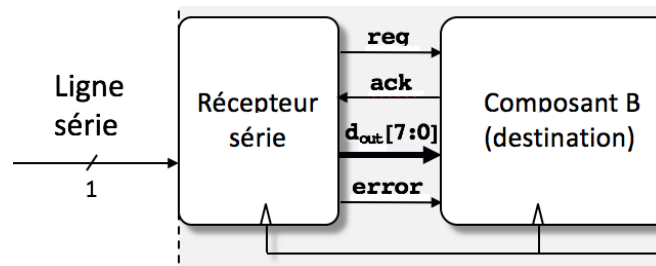 Ligne
série
1
Récepteur
série
req
ack
dout[7:0]
error
Composant B
(destination)